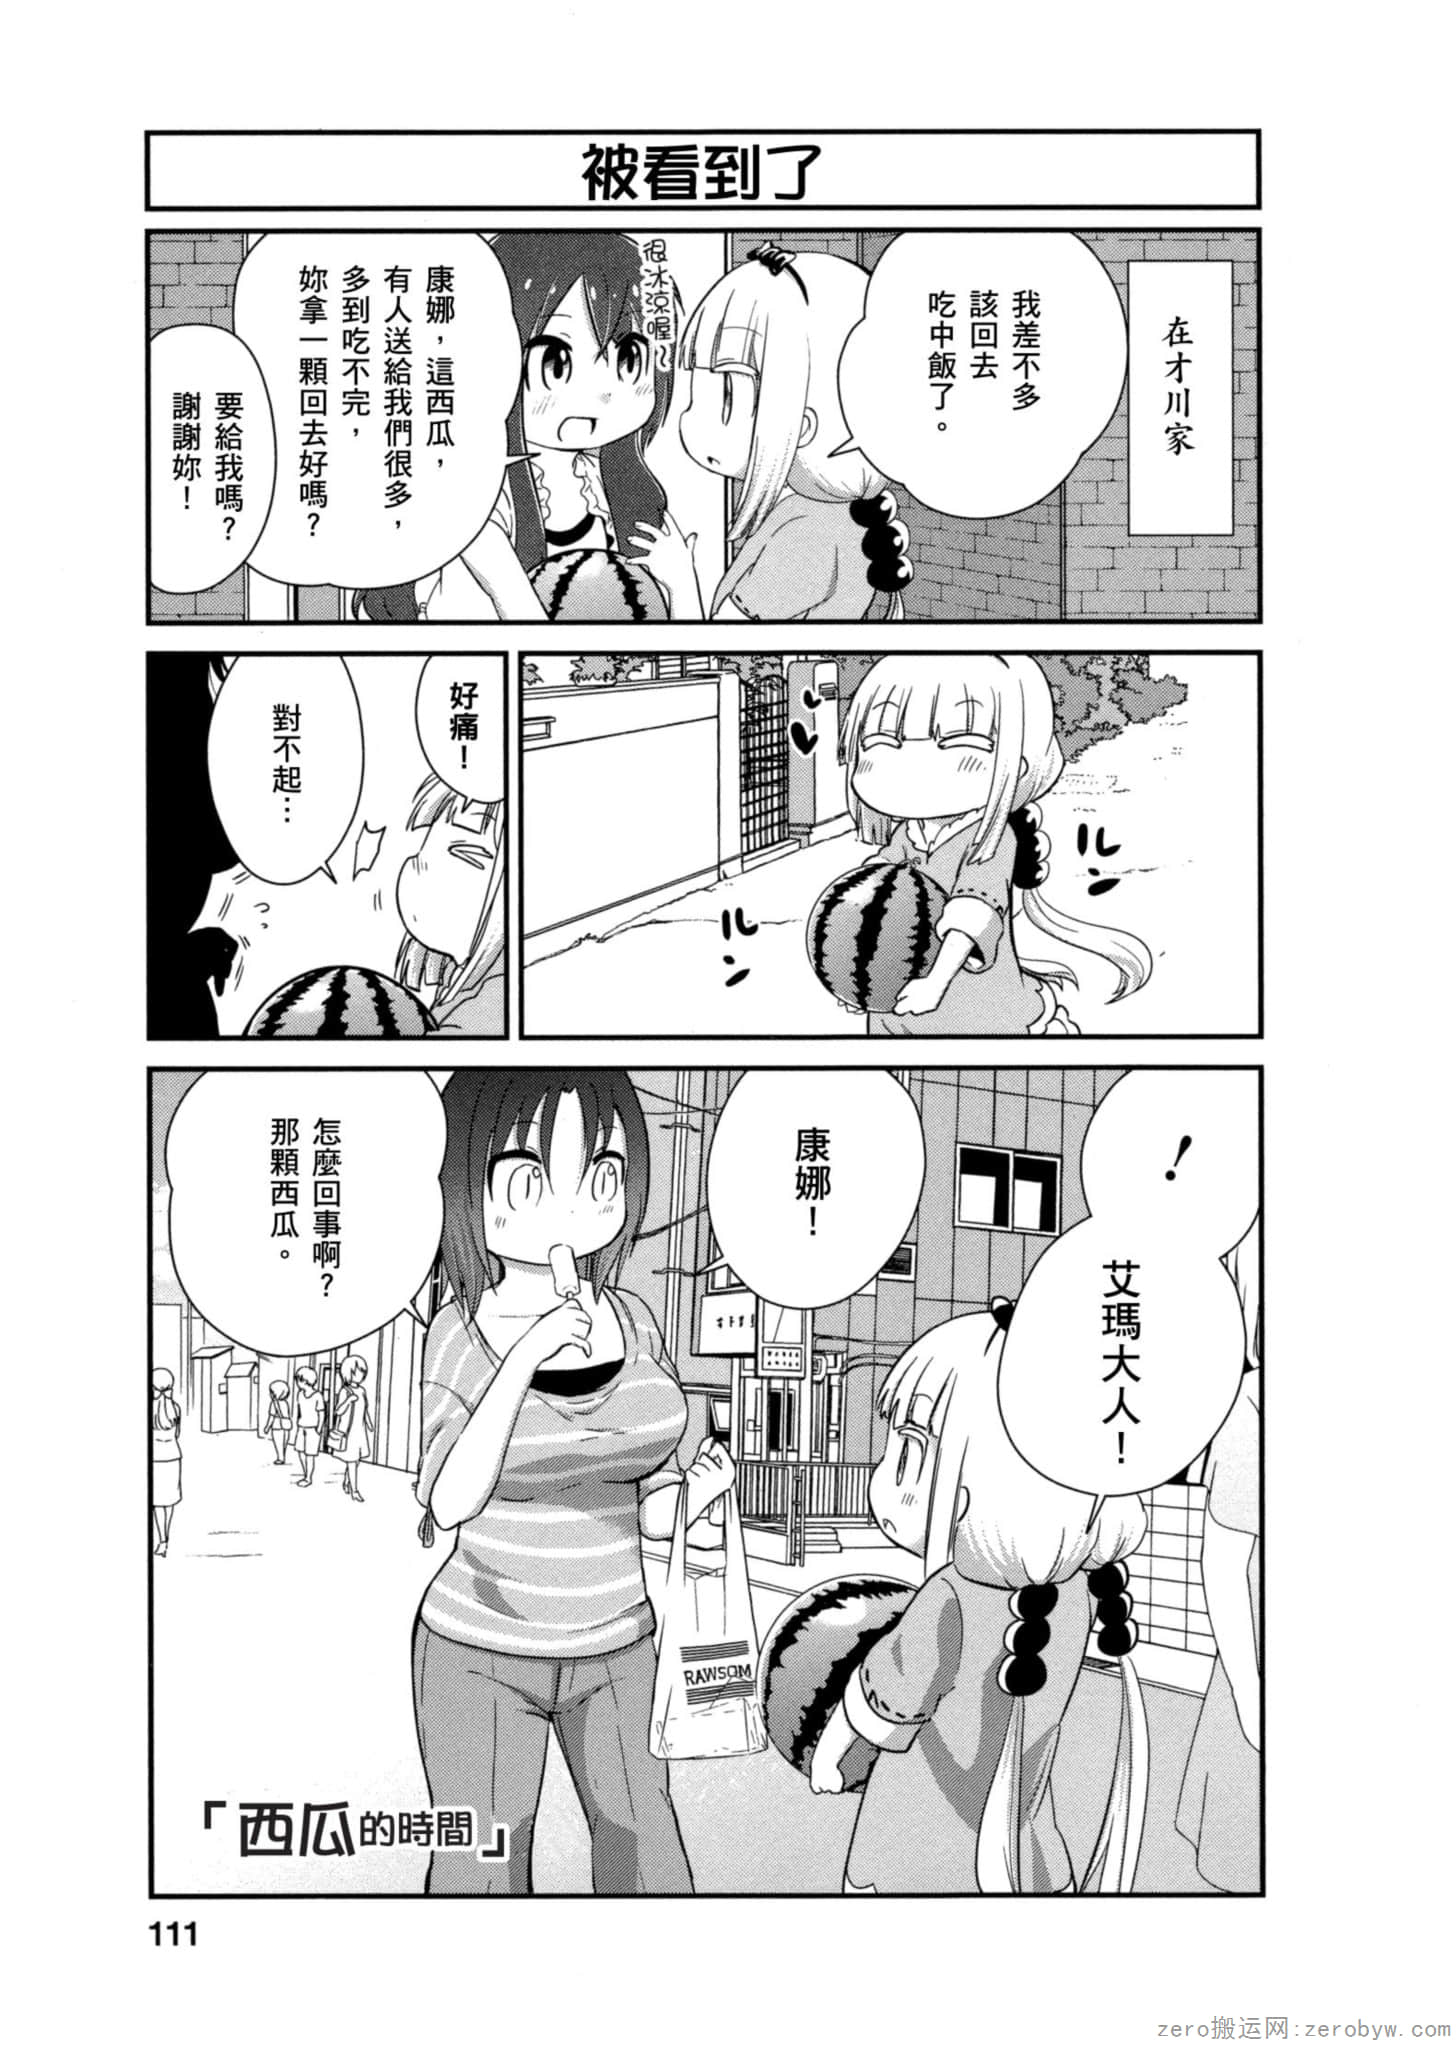 被看到了
在才川家
我差不多
該回去
吃中飯了。
很冰涼喔～
康娜，這西瓜，
有人送給我們很多，
多到吃不完，
妳拿一顆回去好嗎？
要給我嗎？
謝謝妳！
ルン
ルン
好痛！
對不起…
！
艾瑪大人！
康娜！
怎麼回事啊？
那顆西瓜。
RAWSOM
「西瓜的時間」
111
zero搬运网:zerobyw.com